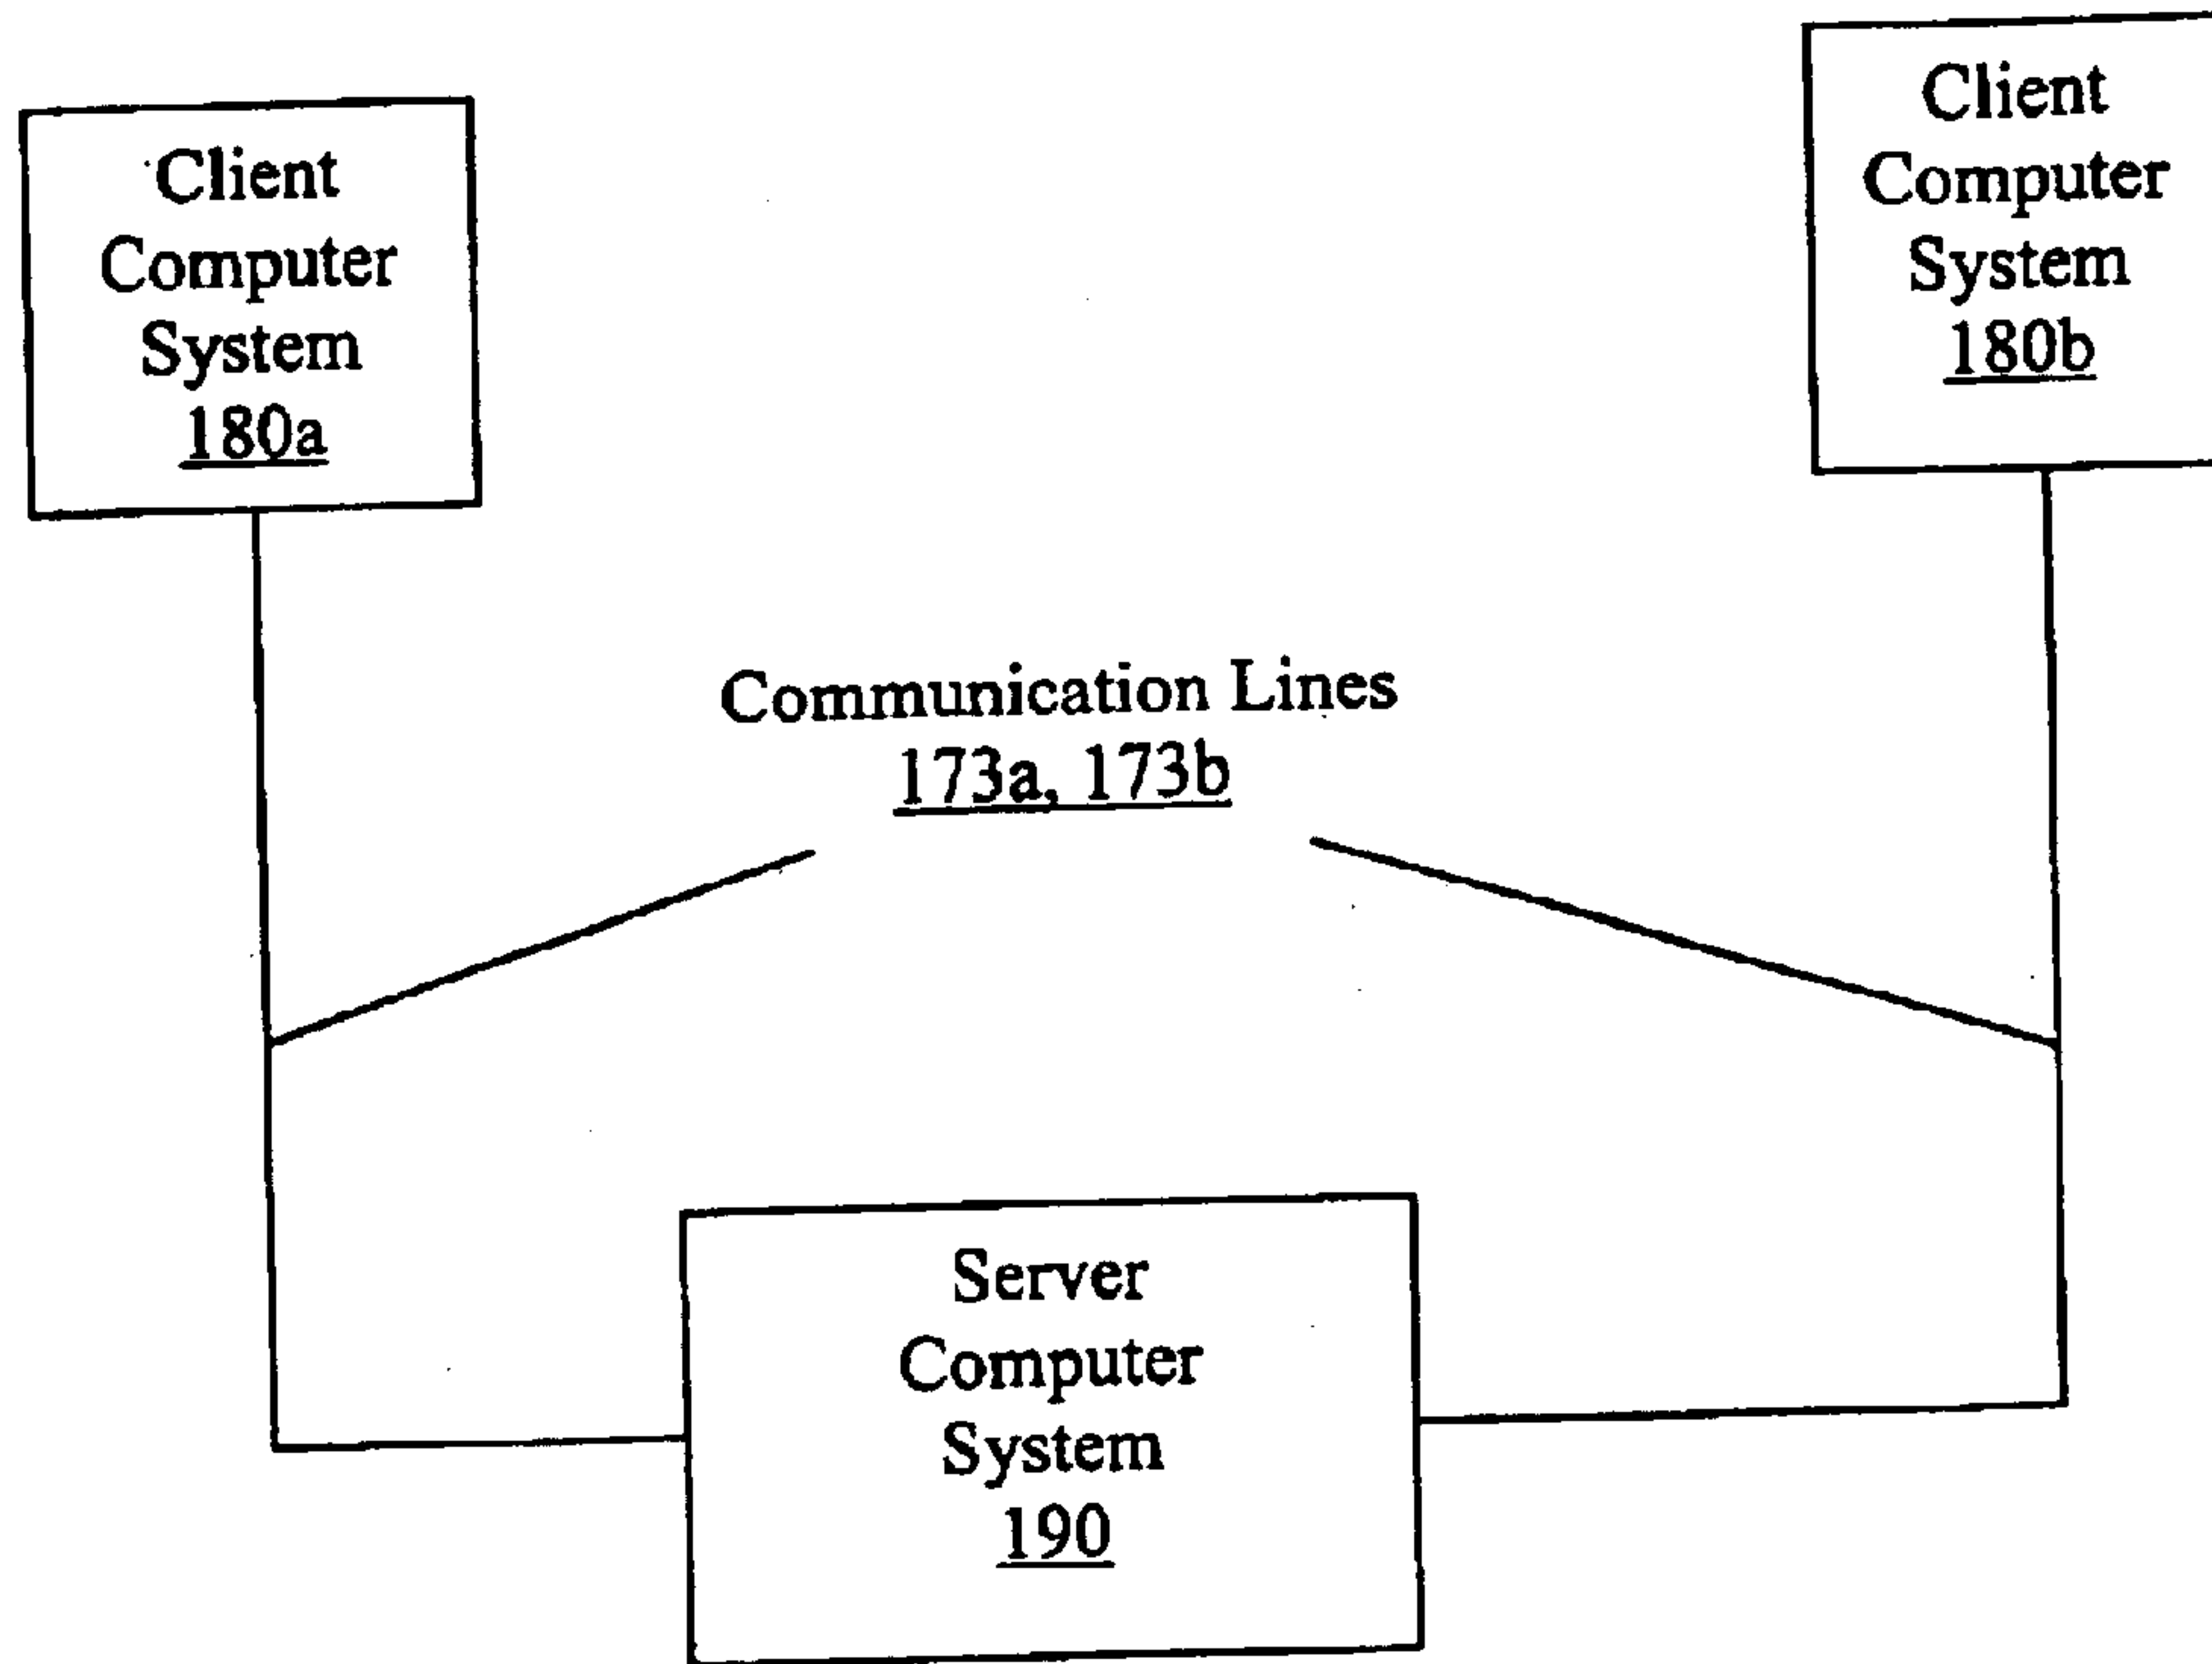 Client
Computer
System
180a
Client
Computer
System
180b
Communication Lines
173a, 173b
Server
Computer
System
190